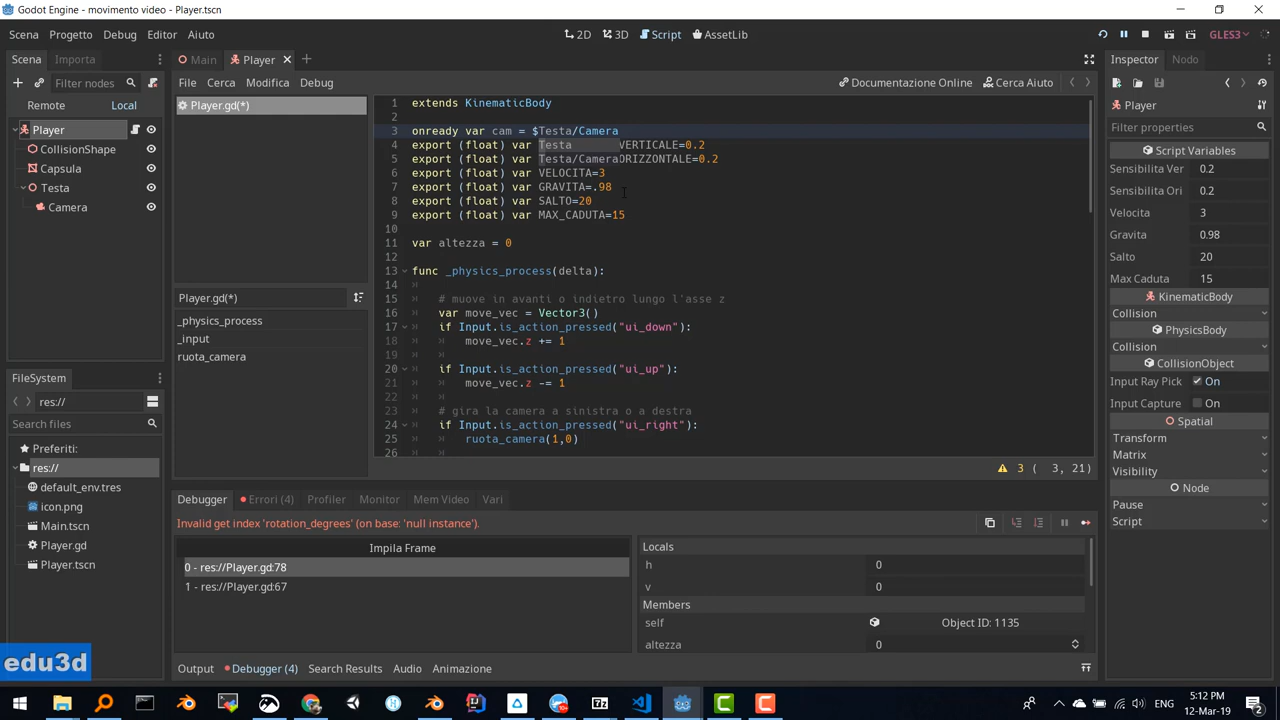 Godot Engine - movimento video - Player.tscn
Scena Progetto Debug Editor Aiuto
2D 3D Script AssetLib
GLES3
Scena Importa
Filter nodes
Remote Local
Player
CollisionShape
Capsula
Testa
Camera
FileSystem
res://
Search files
Preferiti:
res://
default_env.tres
icon.png
Main.tscn
Player.gd
Player.tscn
Main Player
File Cerca Modifica Debug
Documentazione Online Cerca Aiuto
Player.gd(*)
Player.gd(*)
_physics_process
_input
ruota_camera
1 extends KinematicBody
2
3 onready var cam = $Testa/Camera
4 export (float) var Testa VERTICALE=0.2
5 export (float) var Testa/Camera ORIZZONTALE=0.2
6 export (float) var VELOCITA=3
7 export (float) var GRAVITA=.98
8 export (float) var SALTO=20
9 export (float) var MAX_CADUTA=15
10
11 var altezza = 0
12
13 func _physics_process(delta):
14
15 # muove in avanti o indietro lungo l'asse z
16 var move_vec = Vector3()
17 if Input.is_action_pressed("ui_down"):
18 move_vec.z += 1
19
20 if Input.is_action_pressed("ui_up"):
21 move_vec.z -= 1
22
23 # gira la camera a sinistra o a destra
24 if Input.is_action_pressed("ui_right"):
25 ruota_camera(1,0)
26
3 ( 3, 21)
Debugger Errori (4) Profiler Monitor Mem Video Vari
Invalid get index 'rotation_degrees' (on base: 'null instance').
Impila Frame
0 - res://Player.gd:78
1 - res://Player.gd:67
Locals
h 0
v 0
Members
self Object ID: 1135
altezza 0
Output Debugger (4) Search Results Audio Animazione
Inspector Nodo
Player
Filter properties
Script Variables
Sensibilita Ver 0.2
Sensibilita Ori 0.2
Velocita 3
Gravita 0.98
Salto 20
Max Caduta 15
KinematicBody
Collision
PhysicsBody
Collision
CollisionObject
Input Ray Pick On
Input Capture On
Spatial
Transform
Matrix
Visibility
Node
Pause
Script
edu3d
ENG
5:12 PM
12-Mar-19
2